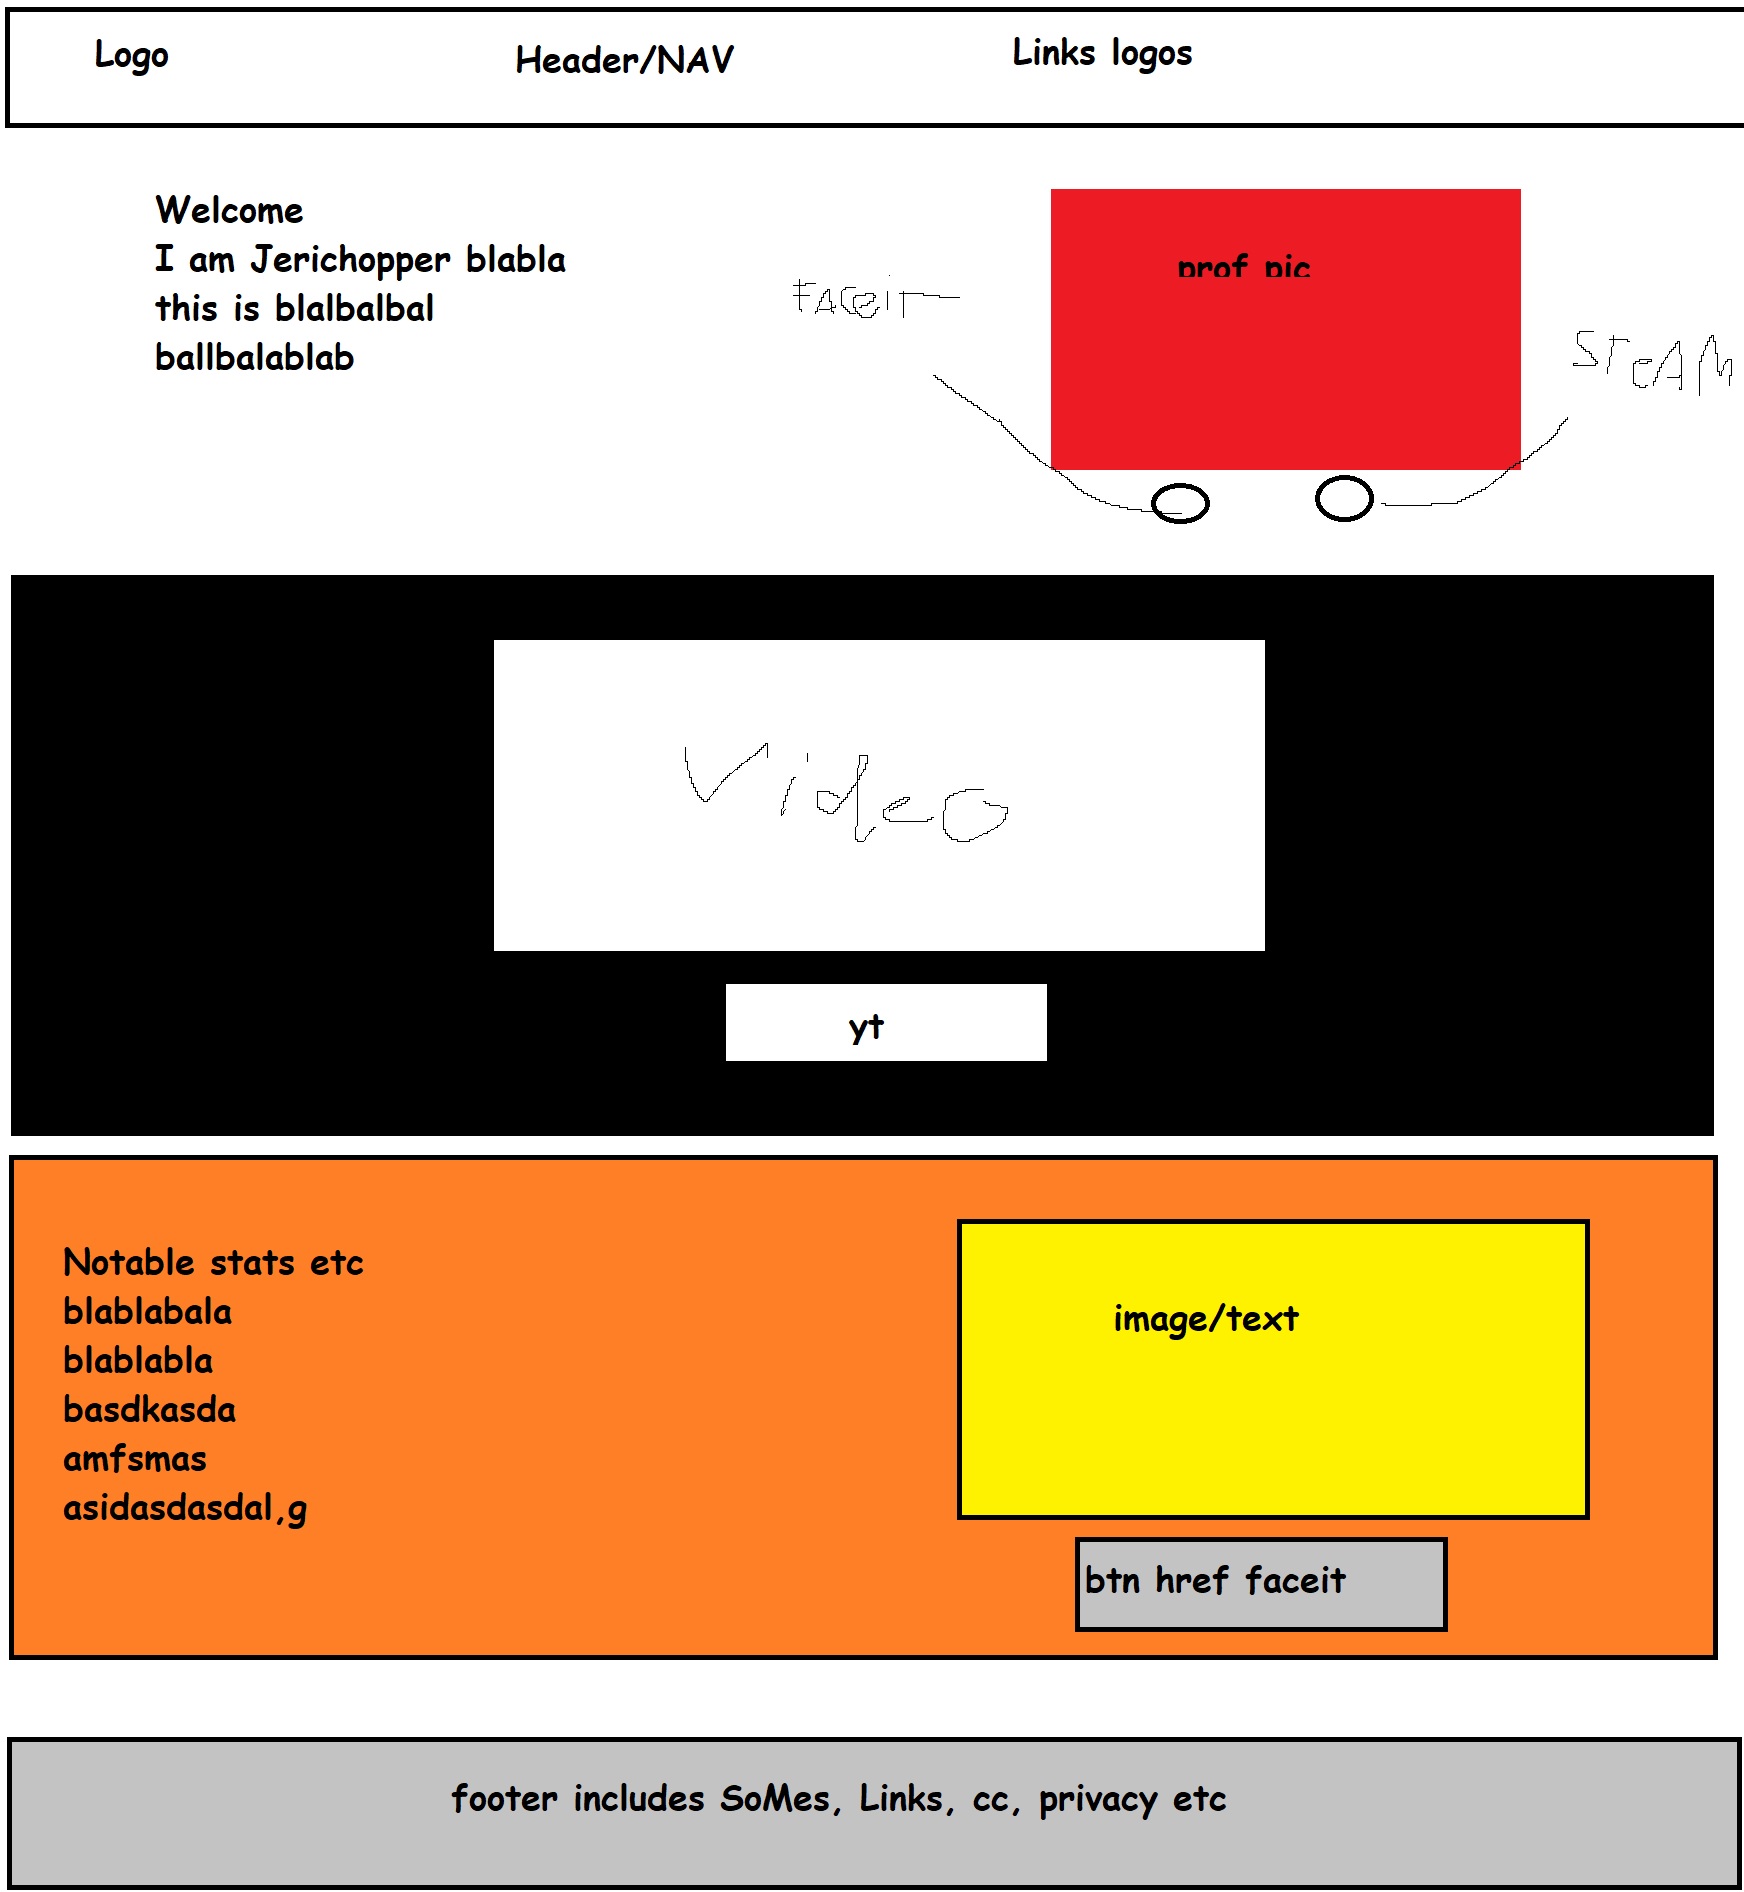 Logo
Header/NAV
Links logos
Welcome
I am Jerichopper blabla
this is blalbalbal
ballbalablab
prof pic
FACeiT
STeAM
Video
yt
Notable stats etc
blablabala
blablabla
basdkasda
amfsmas
asidasdasdal,g
image/text
btn href faceit
footer includes SoMes, Links, cc, privacy etc